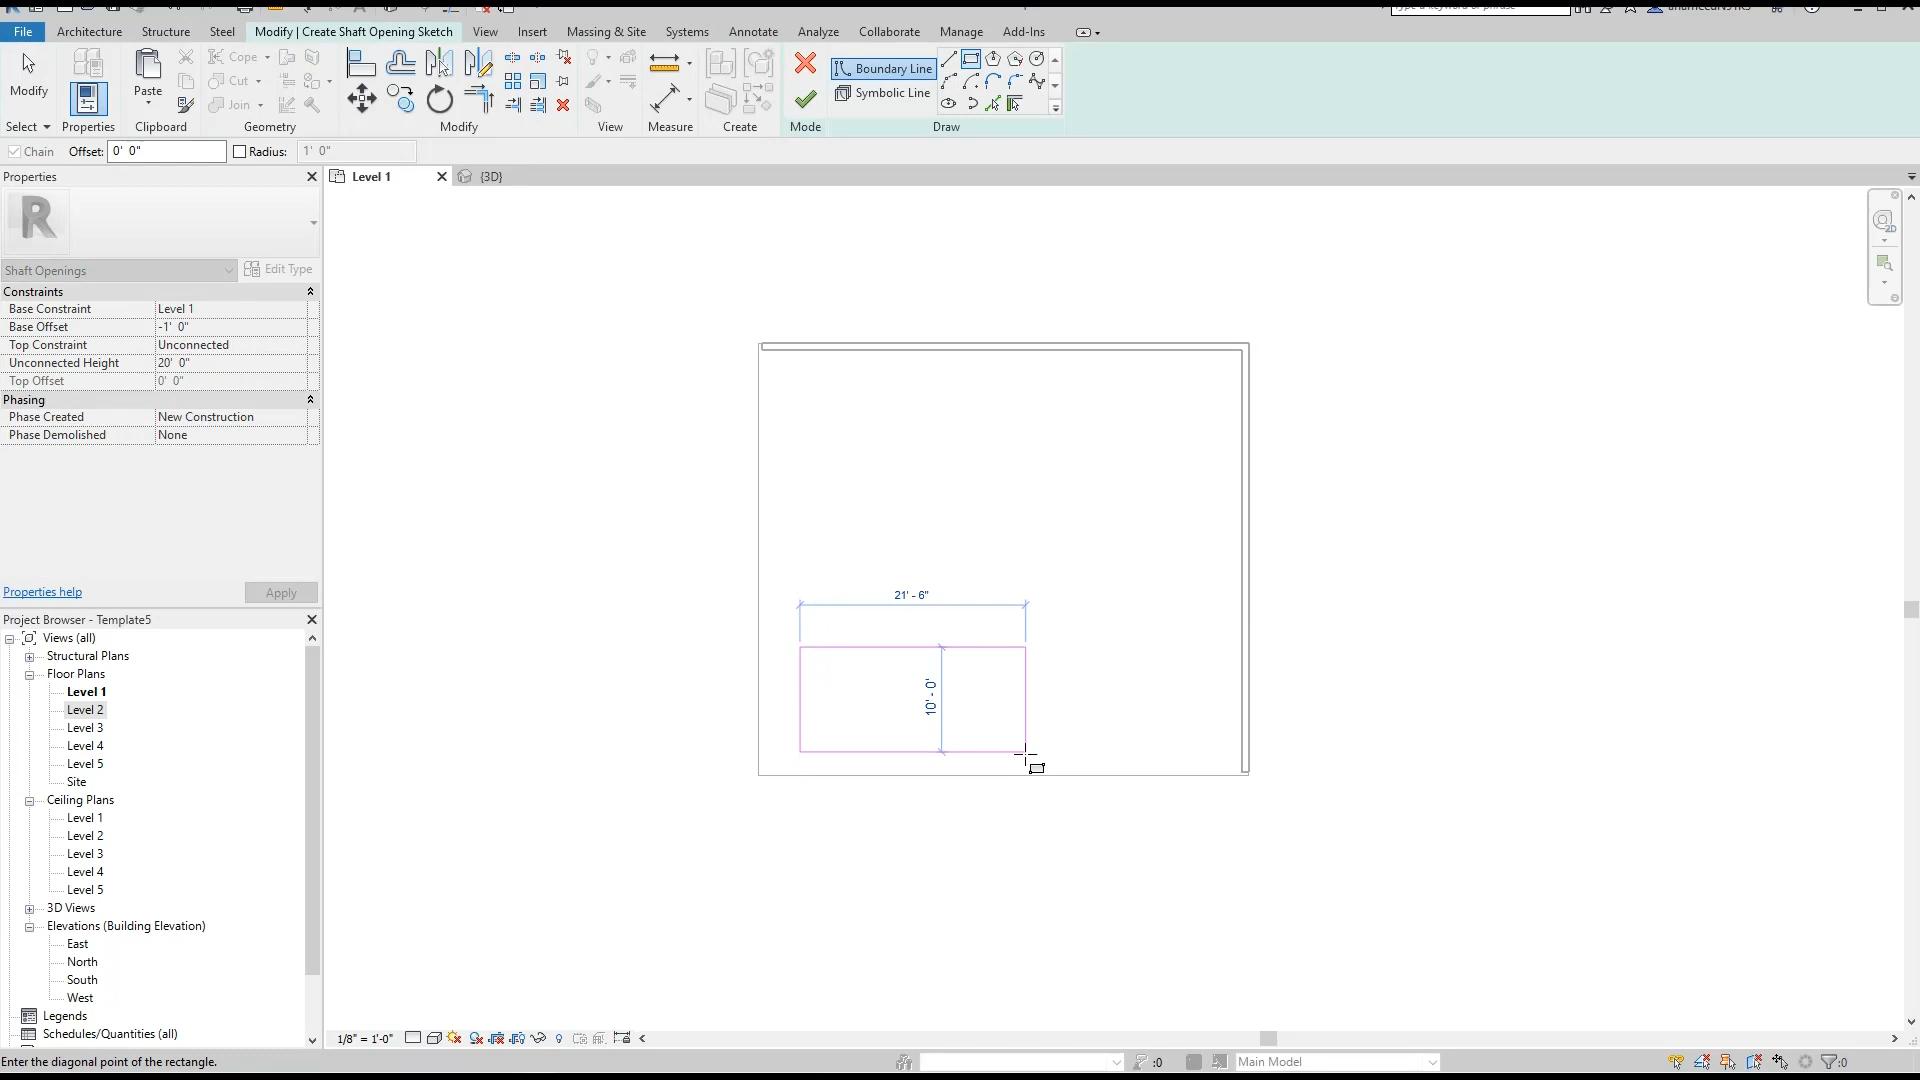 File Architecture Structure Steel Modify | Create Shaft Opening Sketch View Insert Massing & Site Systems Annotate Analyze Collaborate Manage Add-Ins
Modify
Paste
Cope
Cut
Join
Boundary Line
Symbolic Line
Select Properties Clipboard Geometry Modify View Measure Create Mode Draw
Chain Offset: 0' 0" Radius: 1' 0"
Properties
Level 1 {3D}
R
2D
Shaft Openings Edit Type
Constraints
Base Constraint Level 1
Base Offset -1' 0"
Top Constraint Unconnected
Unconnected Height 20' 0"
Top Offset 0' 0"
Phasing
Phase Created New Construction
Phase Demolished None
Properties help Apply
21' - 6"
10' - 0"
Project Browser - Template5
Views (all)
Structural Plans
Floor Plans
Level 1
Level 2
Level 3
Level 4
Level 5
Site
Ceiling Plans
Level 1
Level 2
Level 3
Level 4
Level 5
3D Views
Elevations (Building Elevation)
East
North
South
West
Legends
Schedules/Quantities (all)
1/8" = 1'-0"
Enter the diagonal point of the rectangle.
:0 Main Model :0